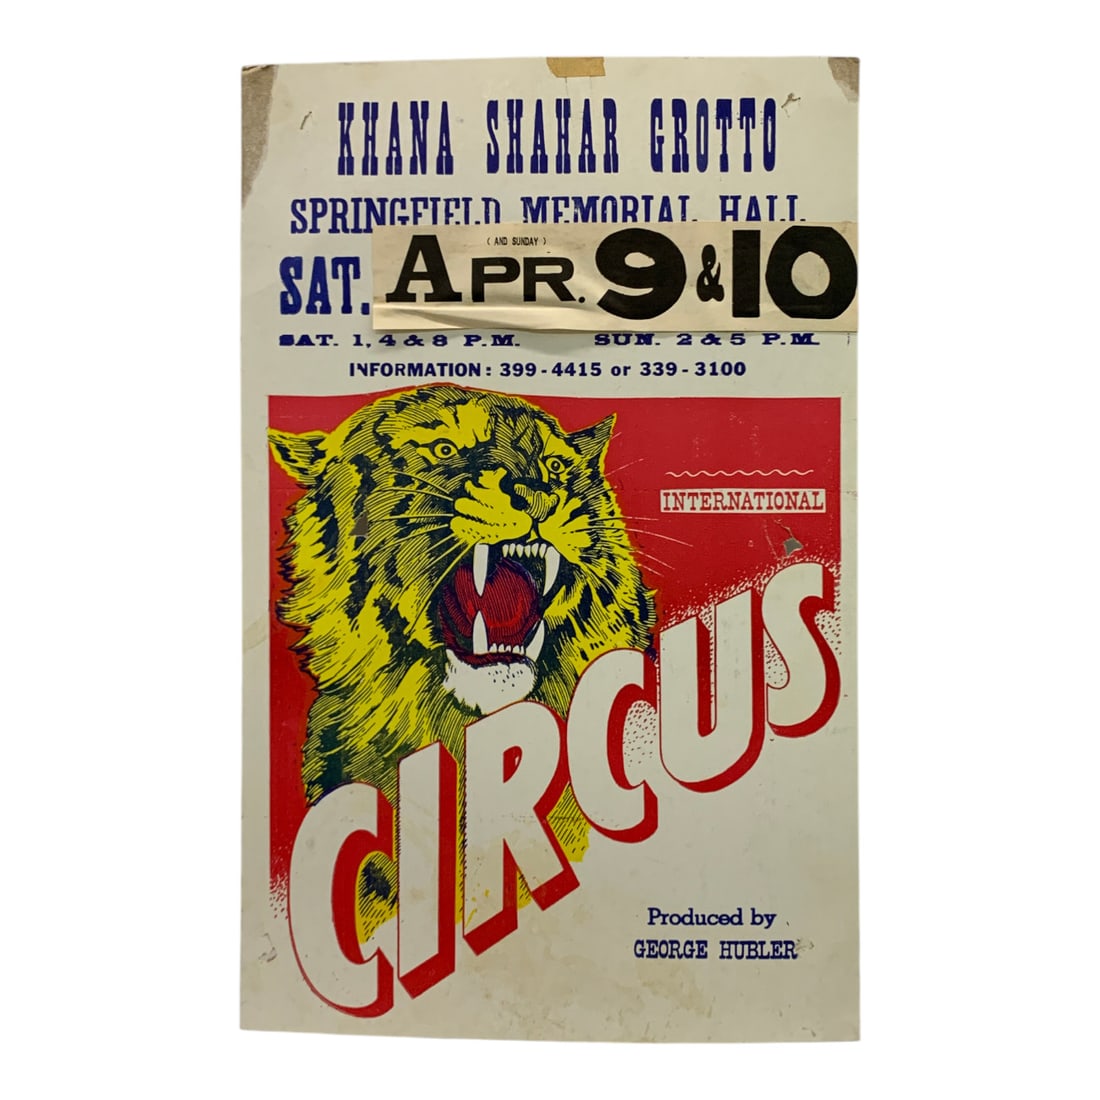 KHANA SHAHAR GROTTO
SPRINGFIELD MEMORIAL HALL
SAT.
( AND SUNDAY )
APR. 9 & 10
SAT. 1, 4 & 8 P.M. SUN. 2 & 5 P.M.
INFORMATION: 399-4415 or 339-3100
INTERNATIONAL
CIRCUS
Produced by
GEORGE HUBLER